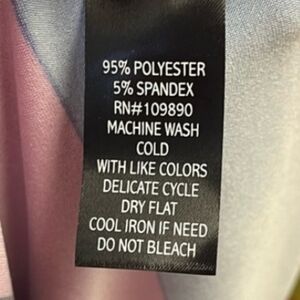 95% POLYESTER
5% SPANDEX
RN#109890
MACHINE WASH
COLD
WITH LIKE COLORS
DELICATE CYCLE
DRY FLAT
COOL IRON IF NEED
DO NOT BLEACH